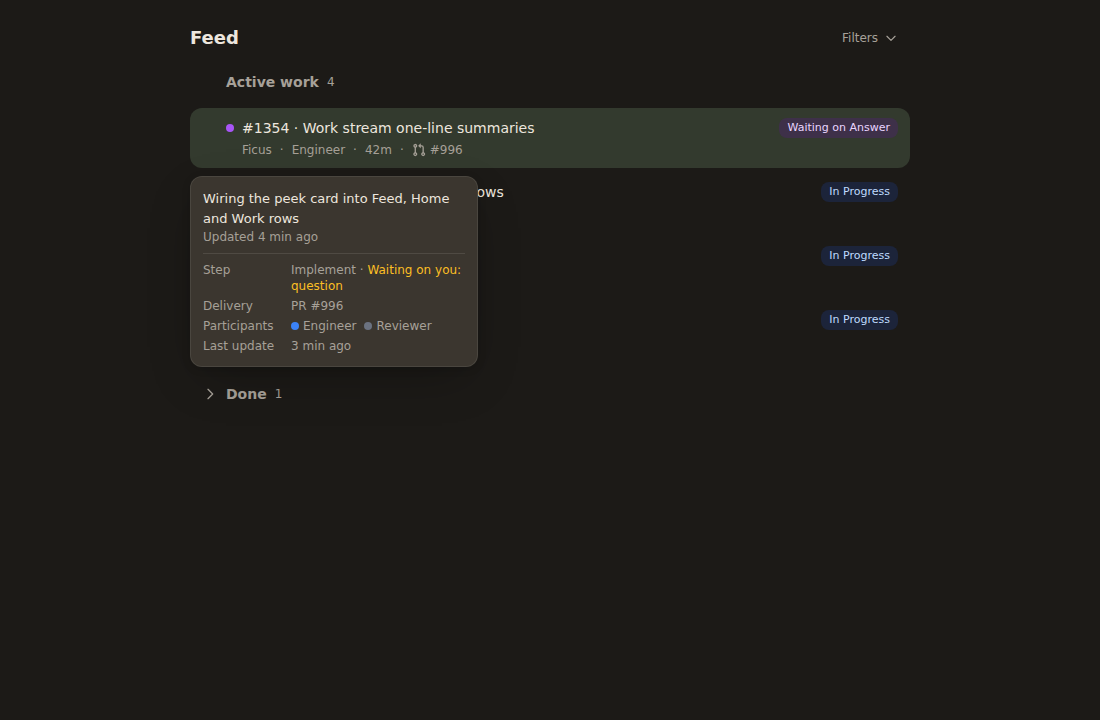 Feed
Filters
Active work 4
#1354 · Work stream one-line summaries
Waiting on Answer
Ficus · Engineer · 42m · #996
In Progress
Wiring the peek card into Feed, Home
and Work rows
Updated 4 min ago
In Progress
Step Implement · Waiting on you:
question
Delivery PR #996
In Progress
Participants Engineer Reviewer
Last update 3 min ago
Done 1